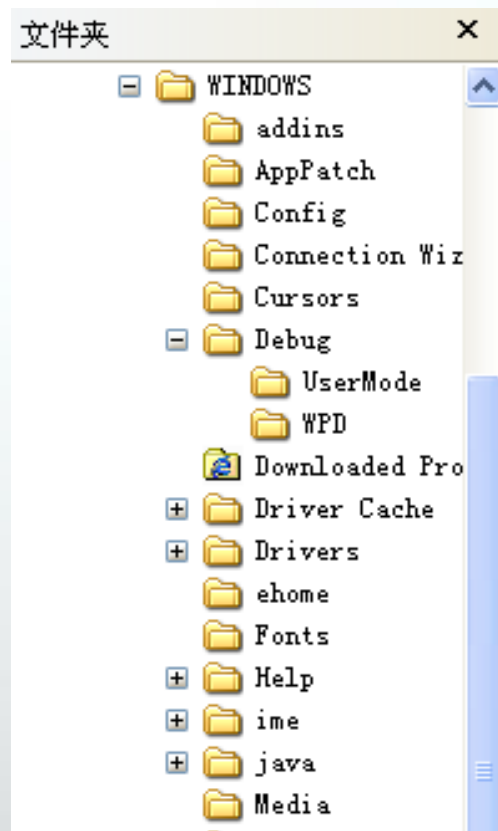 文件夹
WINDOWS
addins
AppPatch
Config
Connection Wiz
Cursors
Debug
UserMode
WPD
Downloaded Pro
Driver Cache
Drivers
ehome
Fonts
Help
ime
java
Media